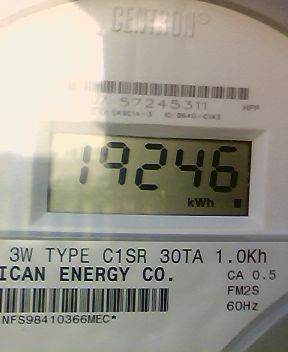 CENTRON®
57245311 HPP
19246
kWh
3W TYPE C1SR 30TA 1.0Kh
ICAN ENERGY CO. CA 0.5
FM2S
60Hz
NFS98410366MEC*